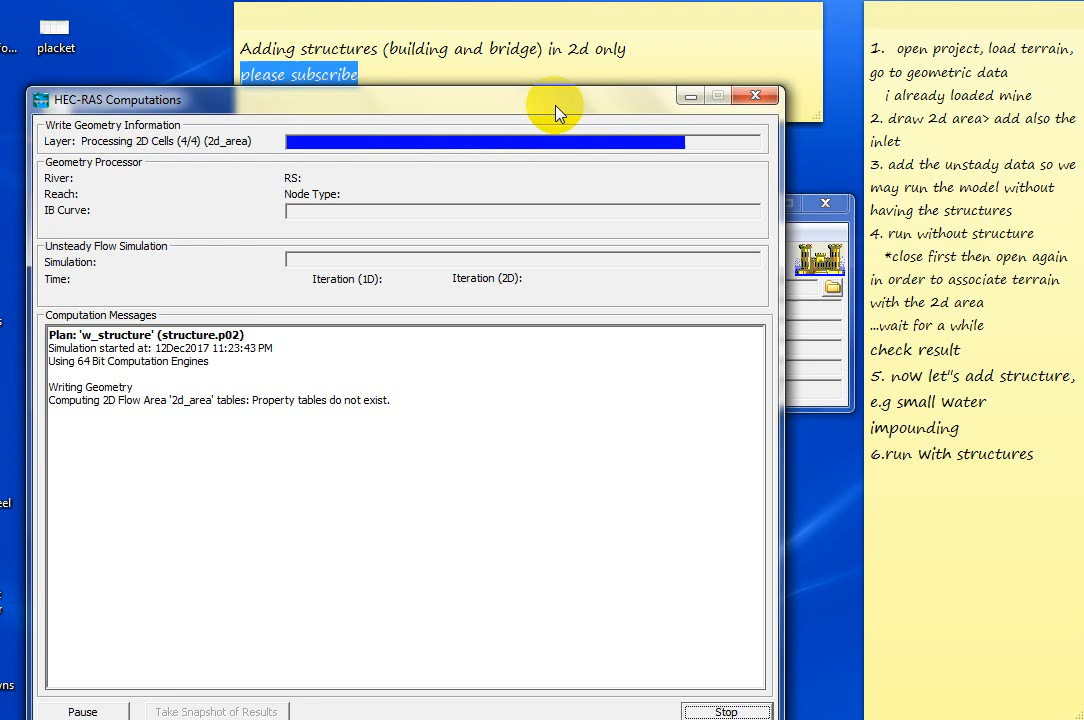 fo...
placket
Adding structures (building and bridge) in 2d only
please subscribe
HEC-RAS Computations
Write Geometry Information
Layer: Processing 2D Cells (4/4) (2d_area)
Geometry Processor
River:
RS:
Reach:
Node Type:
IB Curve:
Unsteady Flow Simulation
Simulation:
Time:
Iteration (1D):
Iteration (2D):
Computation Messages
Plan: 'w_structure' (structure.p02)
Simulation started at: 12Dec2017 11:23:43 PM
Using 64 Bit Computation Engines
Writing Geometry
Computing 2D Flow Area '2d_area' tables: Property tables do not exist.
Pause
Take Snapshot of Results
Stop
1. open project, load terrain,
go to geometric data
i already loaded mine
2. draw 2d area> add also the
inlet
3. add the unstady data so we
may run the model without
having the structures
4. run without structure
*close first then open again
in order to associate terrain
with the 2d area
...wait for a while
check result
5. now let"s add structure,
e.g small water
impounding
6.run With structures